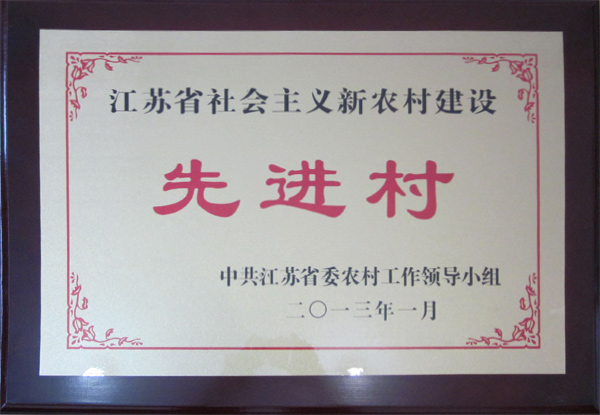 江苏省社会主义新农村建设
先进村
中共江苏省委农村工作领导小组
二〇一三年一月